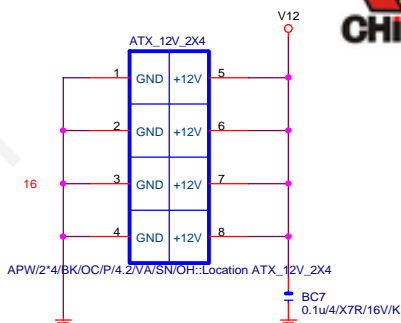 V12
CHi
ATX_12V_2X4
1 GND +12V 5
2 GND +12V 6
16
3 GND +12V 7
4 GND +12V 8
APW/2*4/BK/OC/P/4.2/VA/SN/OH::Location ATX_12V_2X4
BC7
0.1u/4/X7R/16V/K